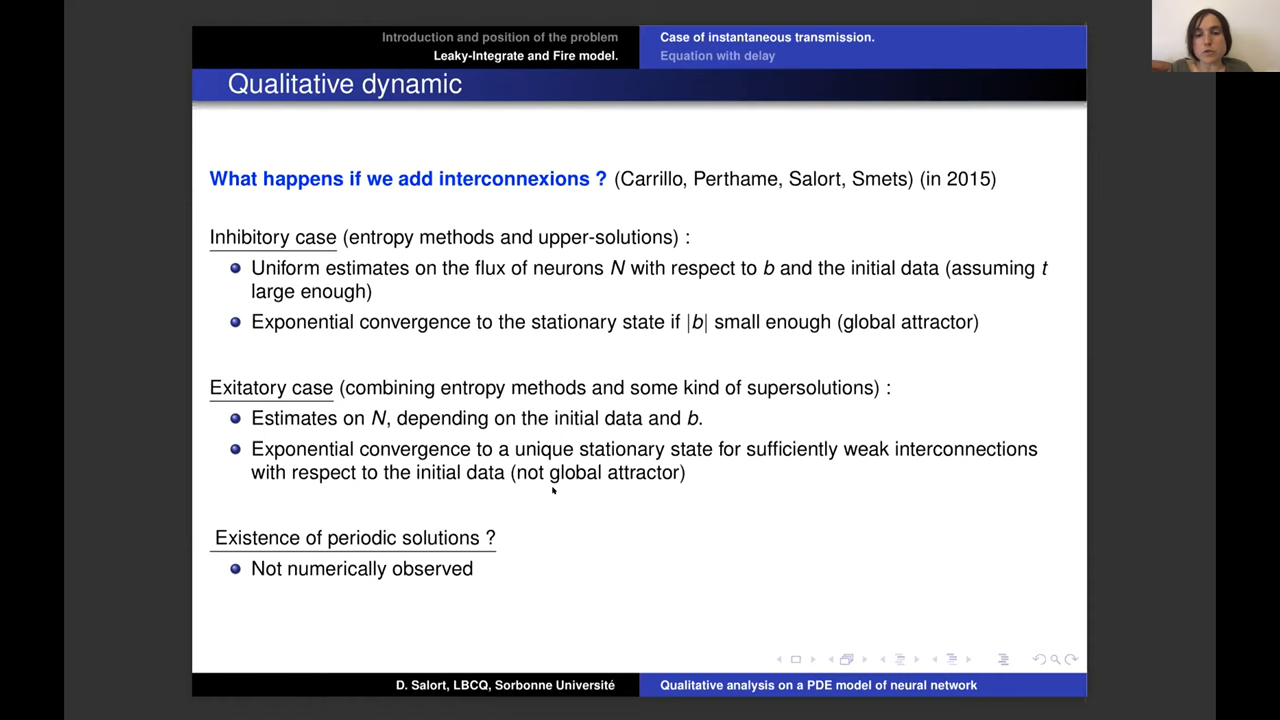 Introduction and position of the problem
Leaky-Integrate and Fire model.
Case of instantaneous transmission.
Equation with delay
Qualitative dynamic
What happens if we add interconnexions ? (Carrillo, Perthame, Salort, Smets) (in 2015)
Inhibitory case (entropy methods and upper-solutions) :
Uniform estimates on the flux of neurons N with respect to b and the initial data (assuming t
large enough)
Exponential convergence to the stationary state if |b| small enough (global attractor)
Exitatory case (combining entropy methods and some kind of supersolutions) :
Estimates on N, depending on the initial data and b.
Exponential convergence to a unique stationary state for sufficiently weak interconnections
with respect to the initial data (not global attractor)
Existence of periodic solutions ?
Not numerically observed
D. Salort, LBCQ, Sorbonne Université
Qualitative analysis on a PDE model of neural network